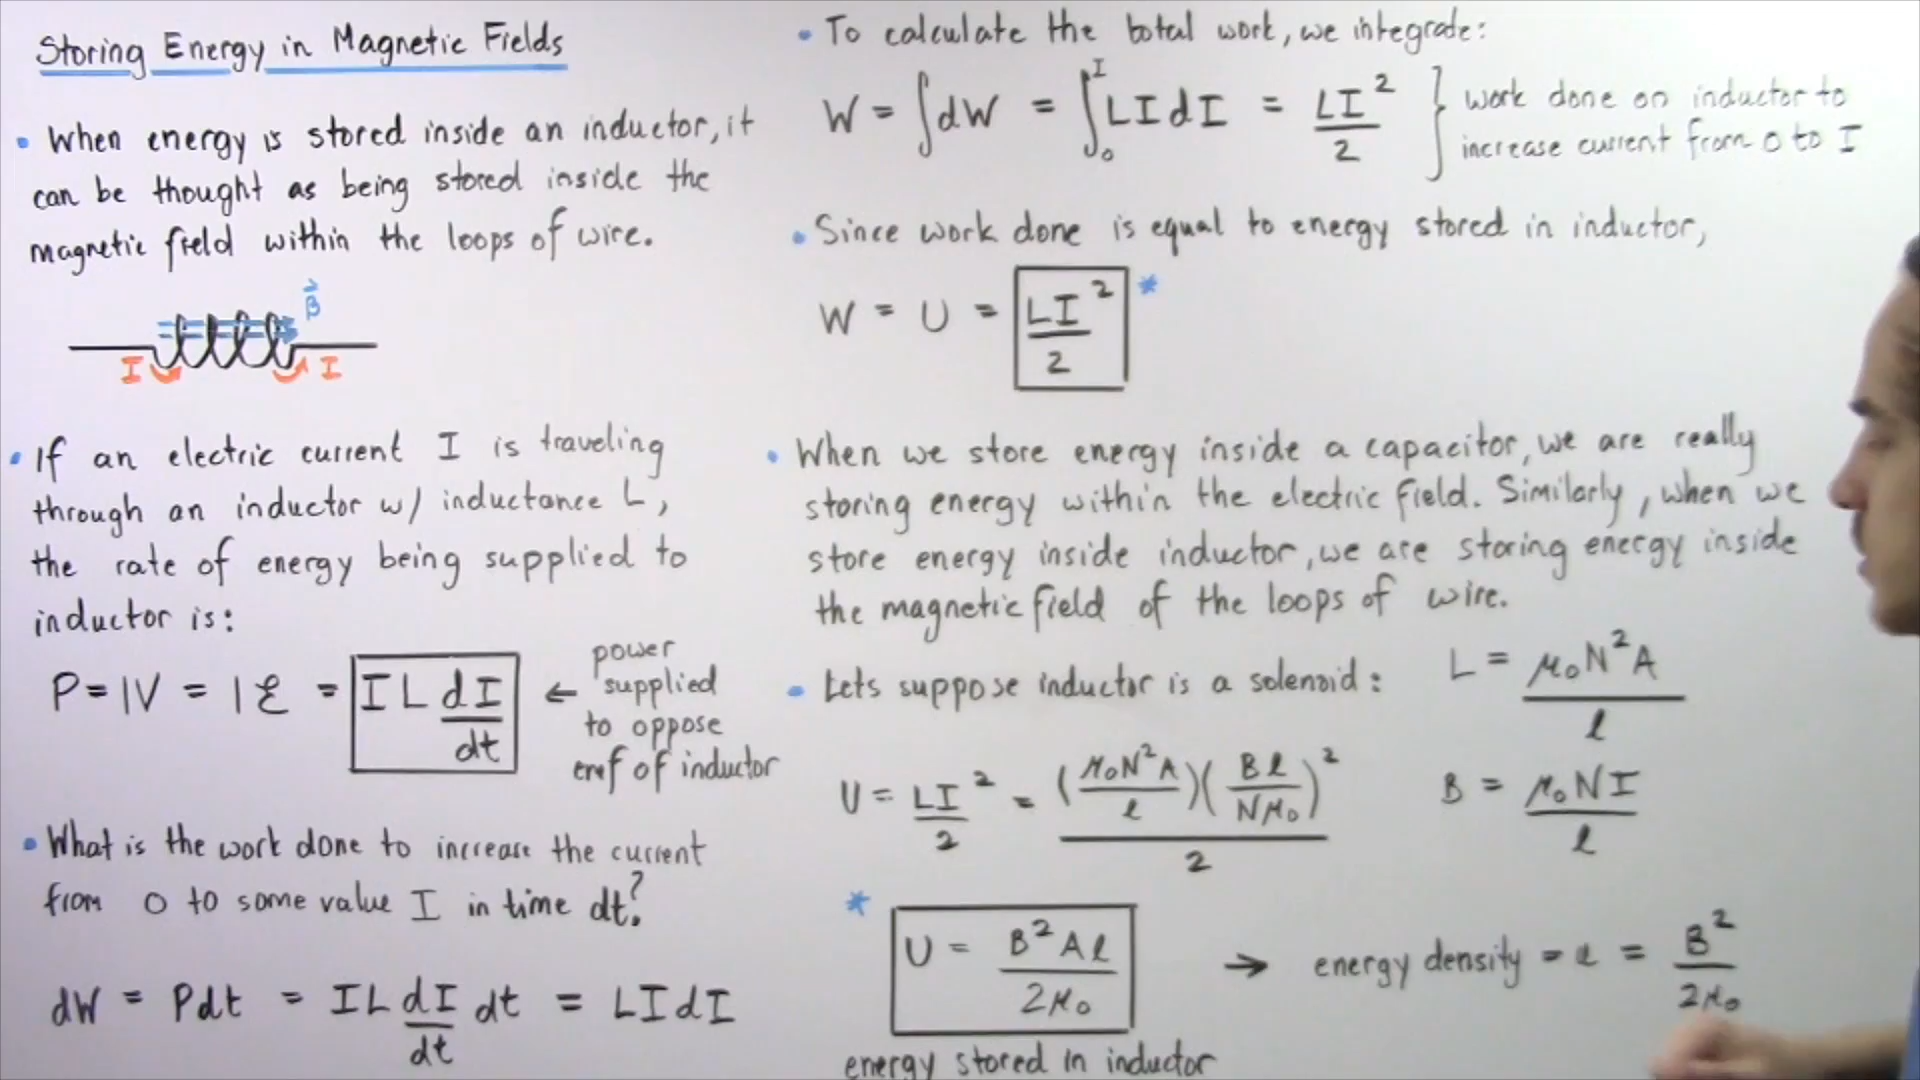 Storing Energy in Magnetic Fields
• When energy is stored inside an inductor, it
can be thought as being stored inside the
magnetic field within the loops of wire.
B⃗
I I
• If an electric current I is traveling
through an inductor w/ inductance L,
the rate of energy being supplied to
inductor is:
P = IV = Iℰ = I L dI/dt ← power supplied to oppose emf of inductor
• What is the work done to increase the current
from 0 to some value I in time dt?
dW = Pdt = IL dI/dt dt = LIdI
• To calculate the total work, we integrate:
W = ∫dW = ∫₀ᴵ LIdI = LI²/2 } work done on inductor to
increase current from 0 to I
• Since work done is equal to energy stored in inductor,
W = U = LI²/2 *
• When we store energy inside a capacitor, we are really
storing energy within the electric field. Similarly, when we
store energy inside inductor, we are storing energy inside
the magnetic field of the loops of wire.
• Lets suppose inductor is a solenoid: L = μ₀N²A/ℓ
U = LI²/2 = (μ₀N²A/ℓ)(Bℓ/Nμ₀)²/2 B = μ₀NI/ℓ
* U = B²Aℓ/2μ₀ → energy density = u = B²/2μ₀
energy stored in inductor